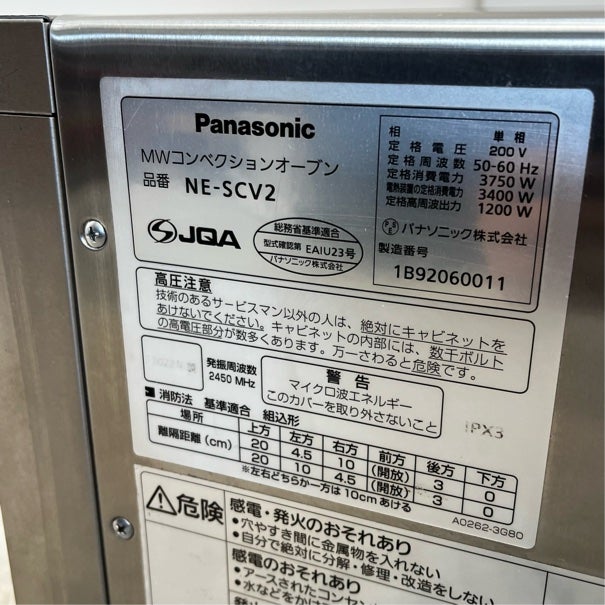 Panasonic
MWコンベクションオーブン
品番 NE-SCV2
JQA
総務省基準適合
型式確認第 EAIU23号
パナソニック株式会社
相 単相
定格電圧 200 V
定格周波数 50-60 Hz
定格消費電力 3750 W
電熱装置の定格消費電力 3400 W
定格高周波出力 1200 W
PSE パナソニック株式会社
製造番号
1B92060011
高圧注意
技術のあるサービスマン以外の人は、絶対にキャビネットを
あけないでください。キャビネットの内部には、数千ボルト
の高電圧部分が数多くあります。万一さわると危険です。
発振周波数
2450 MHz
警告
マイクロ波エネルギー
このカバーを取り外さないこと
IPX3
■ 消防法 基準適合 組込形
場所 上方 左方 右方 前方 後方 下方
離隔距離(cm) 20 4.5 10 (開放) 3 0
20 10 4.5 (開放) 3 0
※左右どちらか一方は10cmあける
A0262-3G80
危険
感電・発火のおそれあり
•穴やすき間に金属物を入れない
•自分で絶対に分解・修理・改造をしない
感電のおそれあり
•アースされたコンセン
•水などをかけ